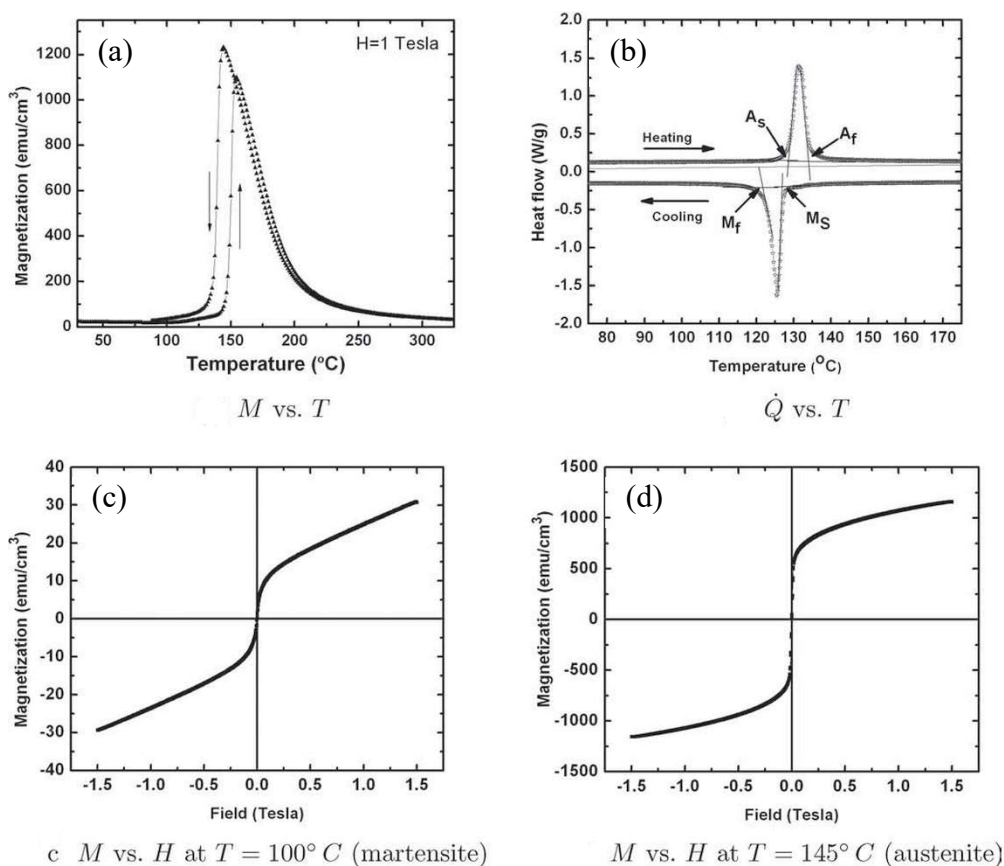 (a)
H=1 Tesla
Magnetization (emu/cm³)
1200
1000
800
600
400
200
0
50 100 150 200 250 300
Temperature (ºC)
M vs. T
(b)
Heat flow (W/g)
2.0
1.5
1.0
0.5
0.0
-0.5
-1.0
-1.5
-2.0
Heating
A_S
A_f
Cooling
M_f
M_S
80 90 100 110 120 130 140 150 160 170
Temperature (ᴼC)
Q̇ vs. T
(c)
Magnetization (emu/cm³)
40
30
20
10
0
-10
-20
-30
-40
-1.5 -1.0 -0.5 0.0 0.5 1.0 1.5
Field (Tesla)
c M vs. H at T = 100° C (martensite)
(d)
Magnetization (emu/cm³)
1500
1000
500
0
-500
-1000
-1500
-1.5 -1.0 -0.5 0.0 0.5 1.0 1.5
Field (Tesla)
M vs. H at T = 145° C (austenite)